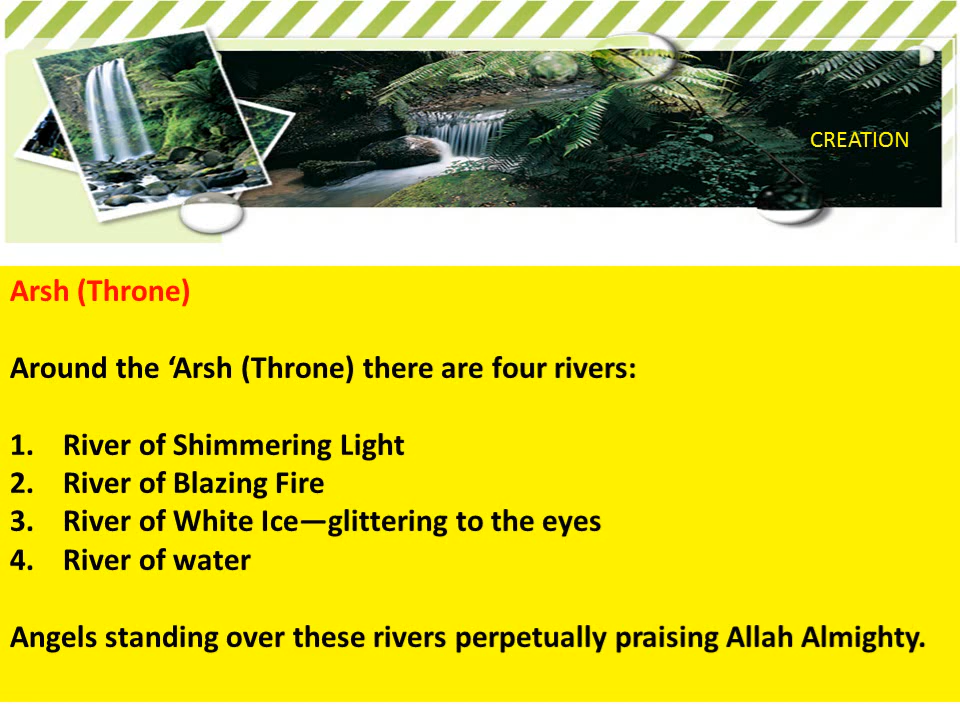 CREATION
Arsh (Throne)
Around the ‘Arsh (Throne) there are four rivers:
1. River of Shimmering Light
2. River of Blazing Fire
3. River of White Ice—glittering to the eyes
4. River of water
Angels standing over these rivers perpetually praising Allah Almighty.